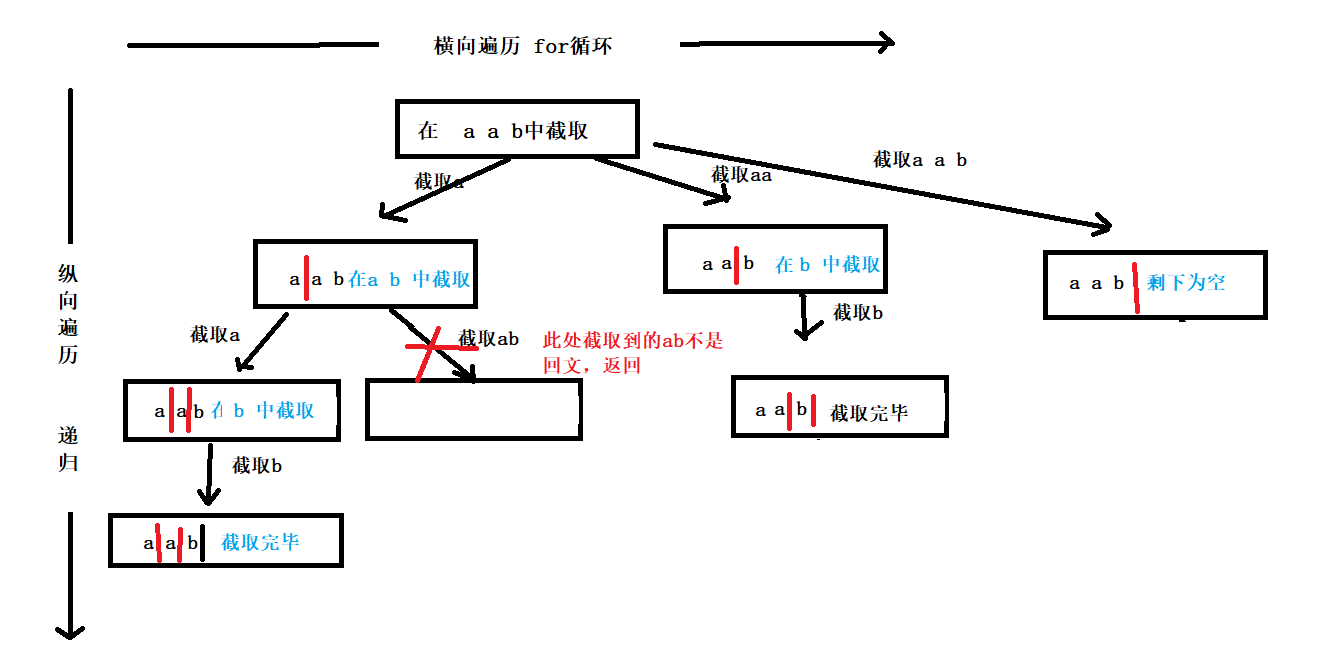 横向遍历 for循环
在 a a b中截取
截取a
截取aa
截取a a b
纵向遍历
递归
a a b 在a b 中截取
a a b 在 b 中截取
a a b 剩下为空
截取a
截取ab
此处截取到的ab不是
回文，返回
截取b
a a b 在 b 中截取
a a b 截取完毕
截取b
a a b 截取完毕